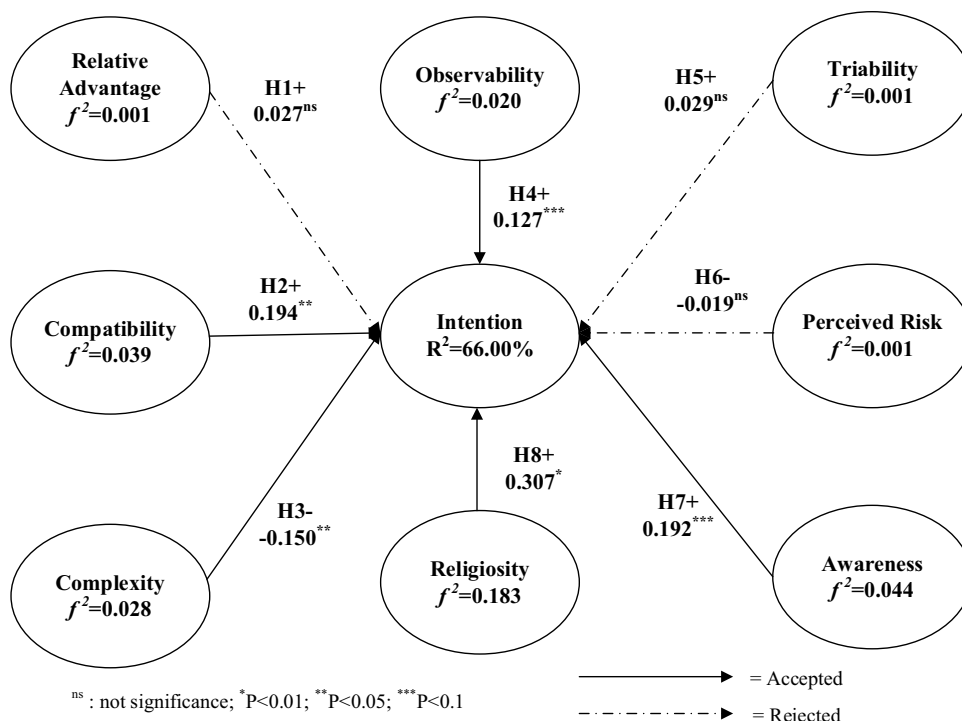 Relative
Advantage
f²=0.001
H1+
0.027ns
Observability
f²=0.020
H5+
0.029ns
Triability
f²=0.001
H4+
0.127***
Compatibility
f²=0.039
H2+
0.194**
Intention
R²=66.00%
H6-
-0.019ns
Perceived Risk
f²=0.001
H3-
-0.150**
H8+
0.307*
H7+
0.192***
Complexity
f²=0.028
Religiosity
f²=0.183
Awareness
f²=0.044
ns : not significance; *P<0.01; **P<0.05; ***P<0.1
= Accepted
= Rejected